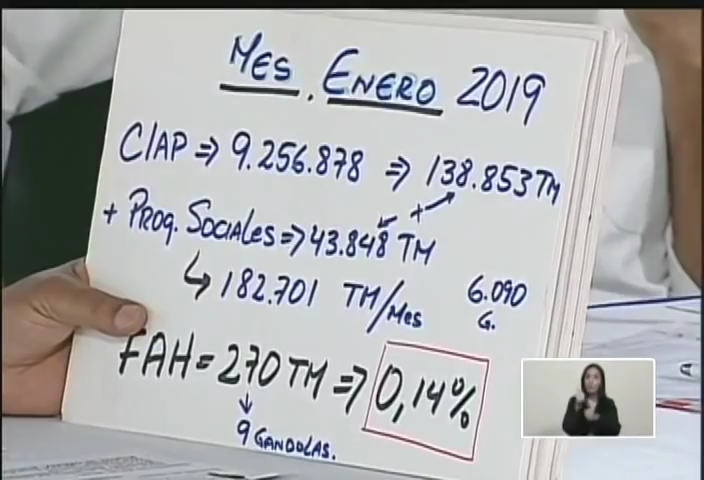 MES. ENERO 2019
CLAP => 9.256.878 => 138.853 TM
+
+ PROG. SOCIALES => 43.848 TM
↳ 182.701 TM/MES
6.090
G.
FAH = 270 TM => 0,14%
↓
9 GANDOLAS.